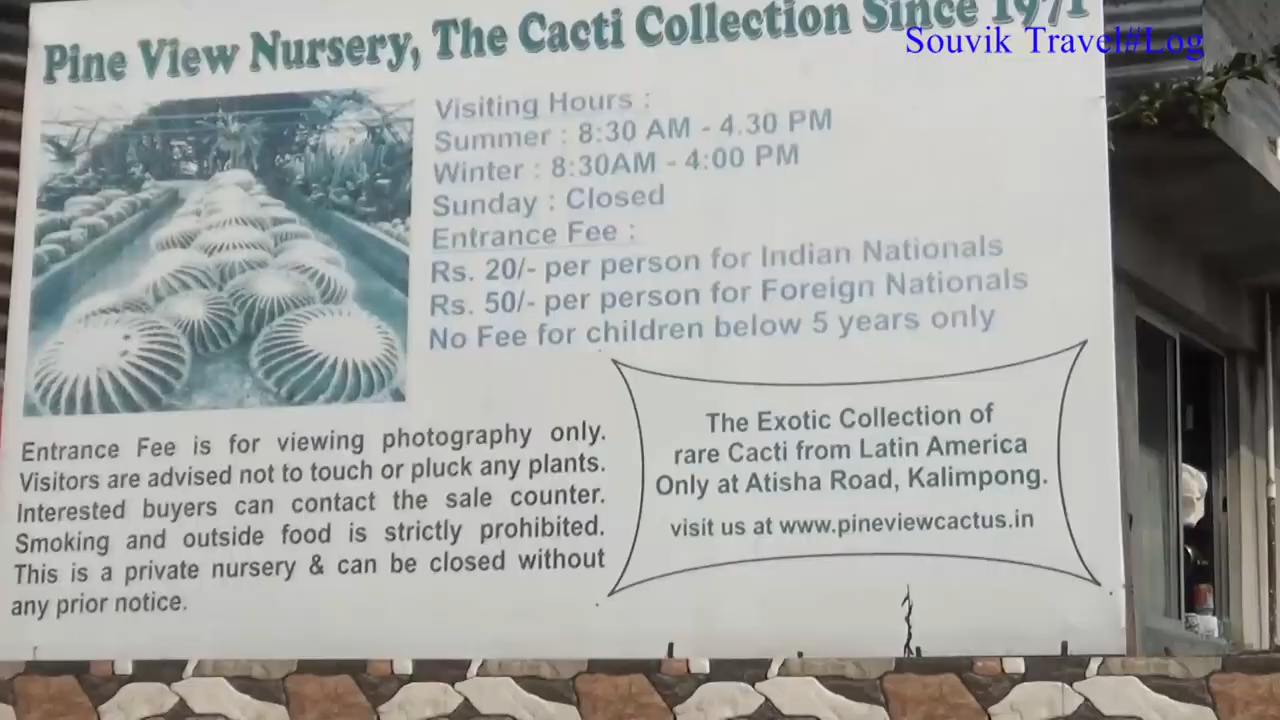 Pine View Nursery, The Cacti Collection Since 1971
Souvik Travel#Log
Visiting Hours :
Summer : 8:30 AM - 4.30 PM
Winter : 8:30AM - 4:00 PM
Sunday : Closed
Entrance Fee :
Rs. 20/- per person for Indian Nationals
Rs. 50/- per person for Foreign Nationals
No Fee for children below 5 years only
Entrance Fee is for viewing photography only.
Visitors are advised not to touch or pluck any plants.
Interested buyers can contact the sale counter.
Smoking and outside food is strictly prohibited.
This is a private nursery & can be closed without
any prior notice.
The Exotic Collection of
rare Cacti from Latin America
Only at Atisha Road, Kalimpong.
visit us at www.pineviewcactus.in